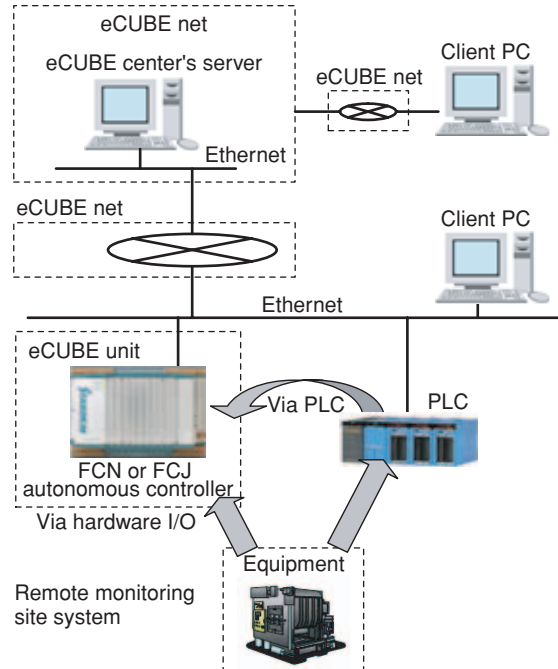 eCUBE net
eCUBE center's server
Ethernet
eCUBE net
Client PC
eCUBE net
Client PC
Ethernet
eCUBE unit
FCN or FCJ
autonomous controller
Via PLC
PLC
Via hardware I/O
Equipment
Remote monitoring
site system